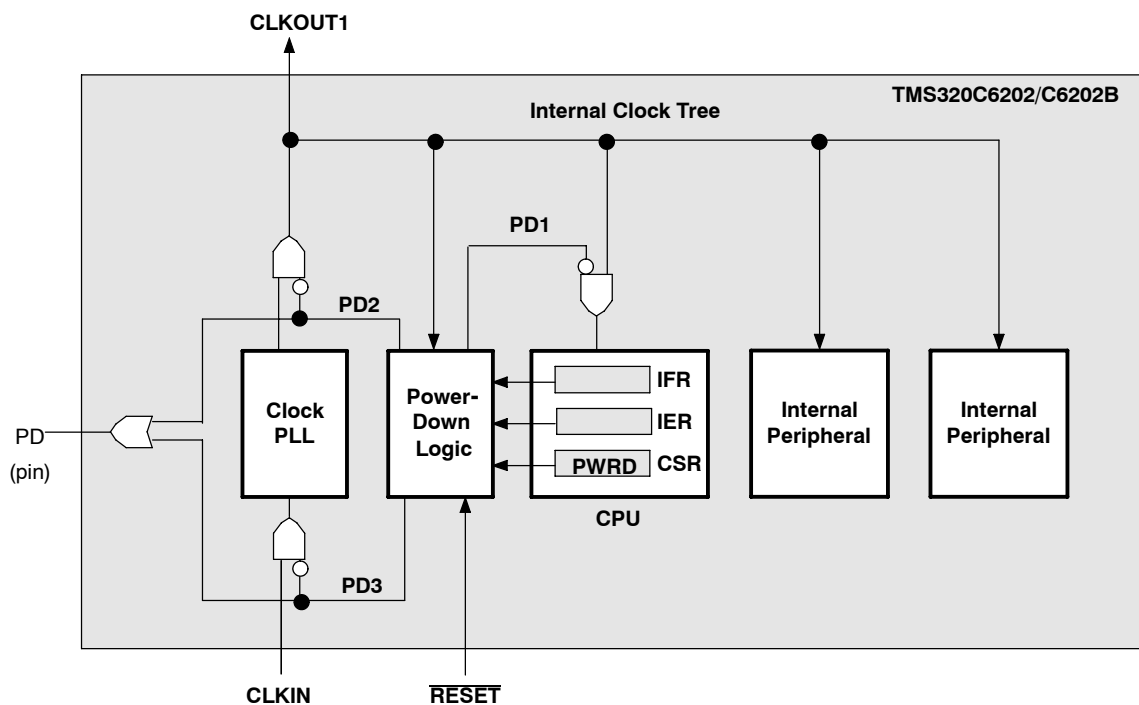 CLKOUT1
TMS320C6202/C6202B
Internal Clock Tree
PD1
PD2
Clock
PLL
Power-
Down
Logic
IFR
IER
PWRD
CSR
CPU
Internal
Peripheral
Internal
Peripheral
PD
(pin)
PD3
CLKIN
RESET